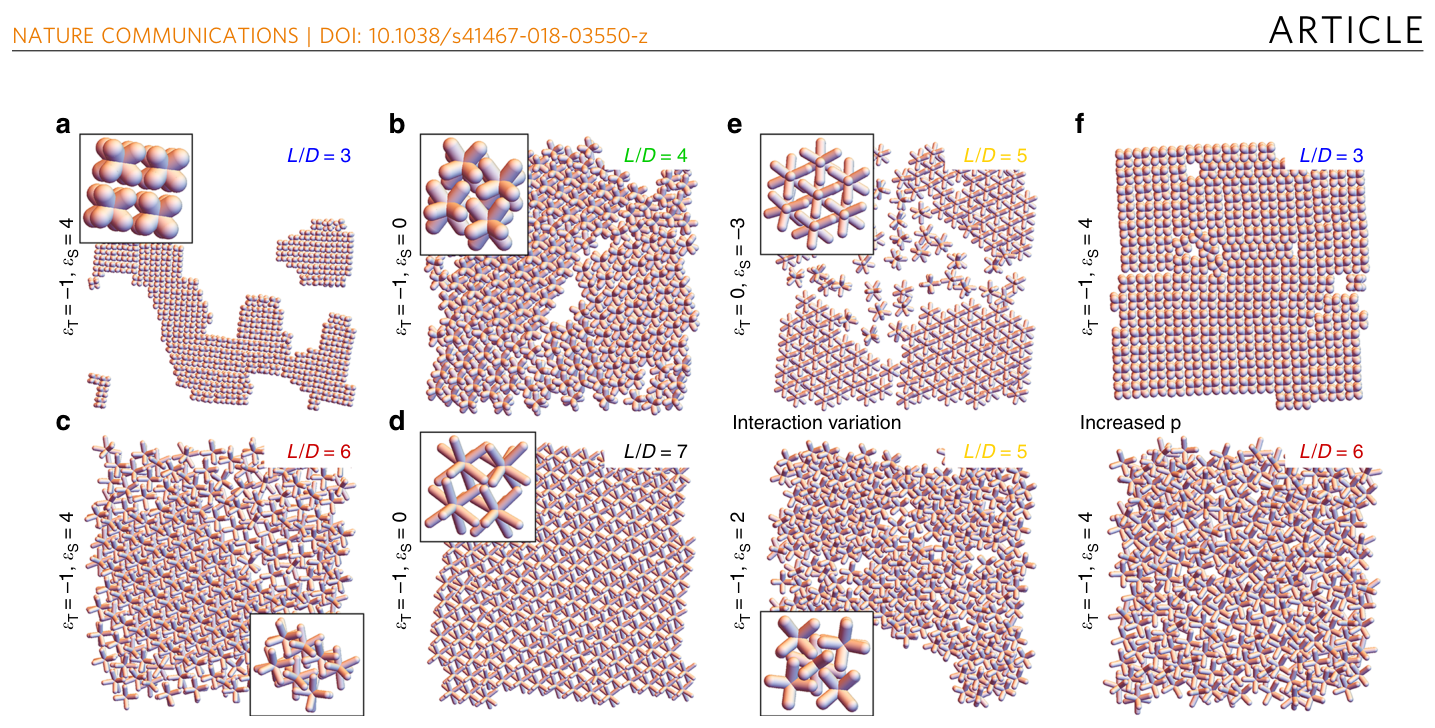 NATURE COMMUNICATIONS | DOI: 10.1038/s41467-018-03550-z
ARTICLE
a
L/D = 3
εT = −1, εS = 4
b
L/D = 4
εT = −1, εS = 0
e
L/D = 5
εT = 0, εS = −3
f
L/D = 3
εT = −1, εS = 4
Interaction variation
Increased p
c
L/D = 6
εT = −1, εS = 4
d
L/D = 7
εT = −1, εS = 0
L/D = 5
εT = −1, εS = 2
L/D = 6
εT = −1, εS = 4